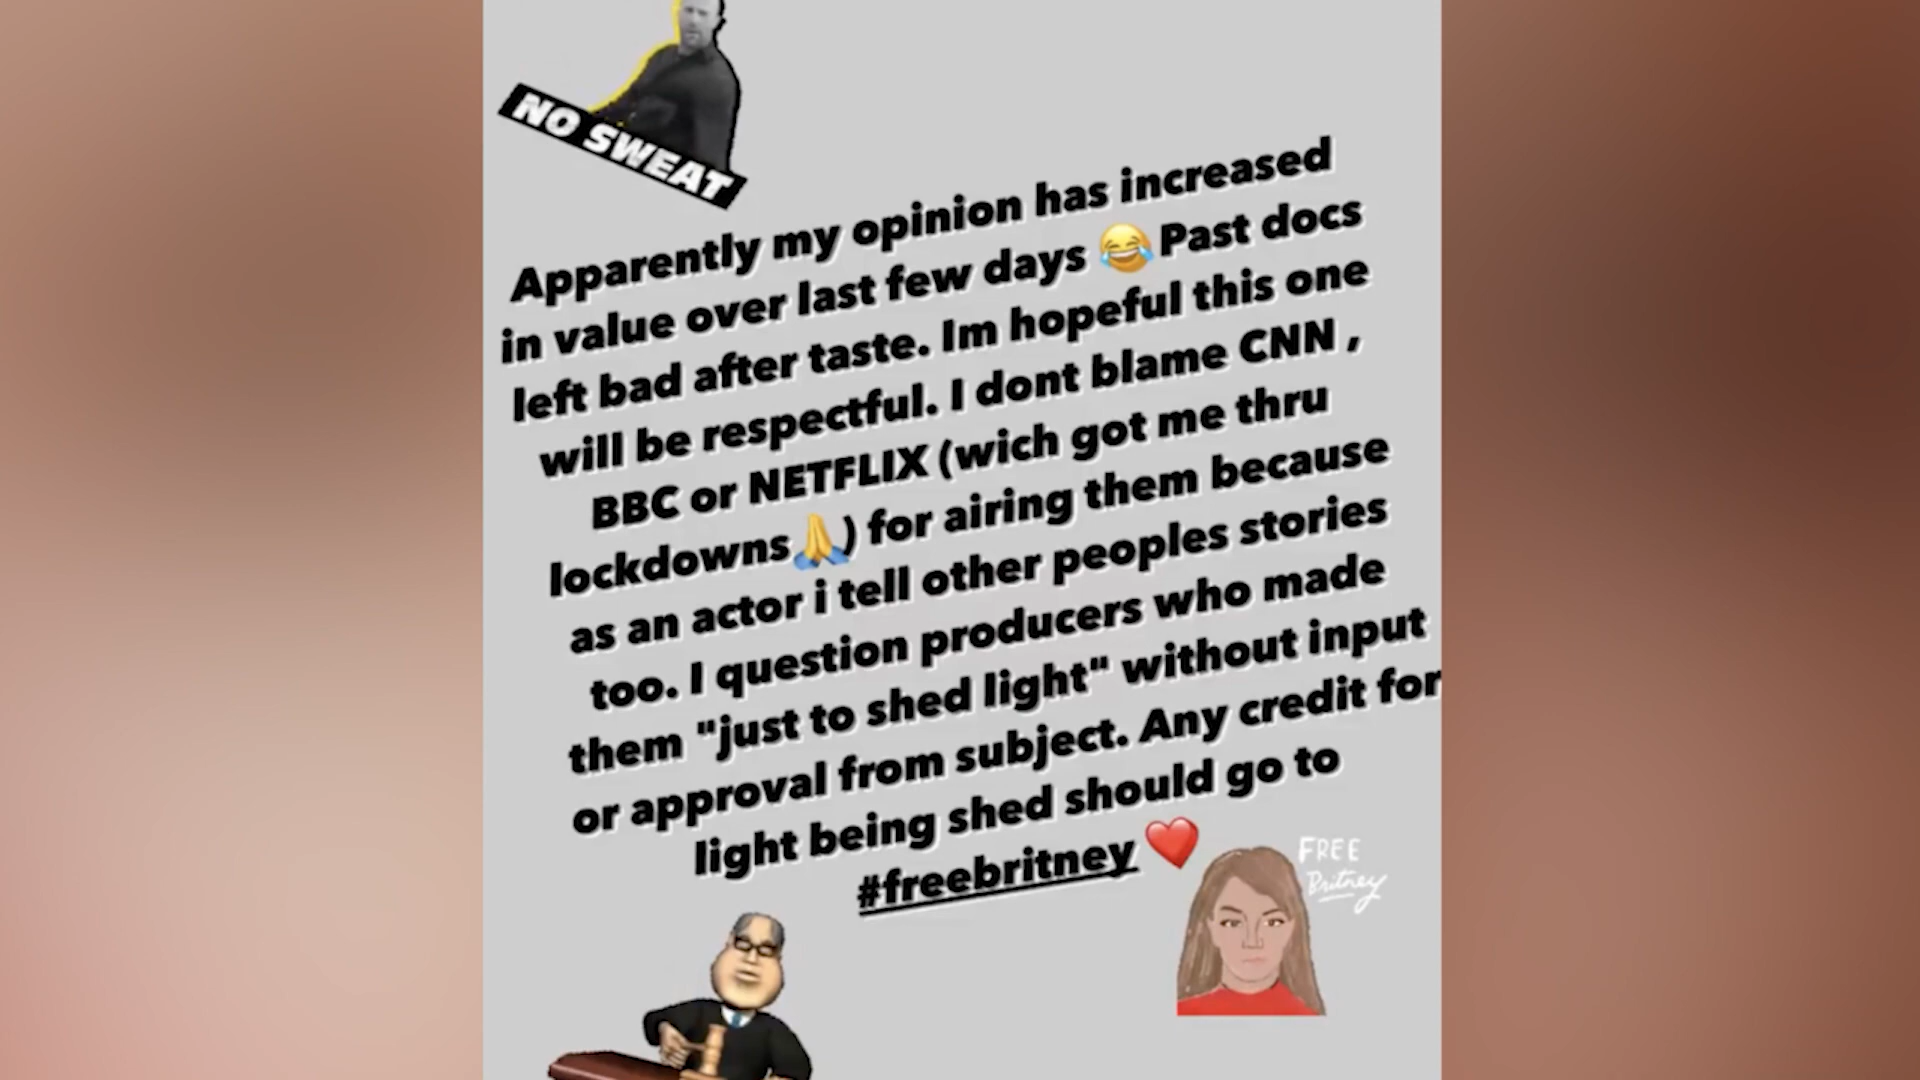 NO SWEAT
Apparently my opinion has increased
in value over last few days 😂 Past docs
left bad after taste. Im hopeful this one
will be respectful. I dont blame CNN ,
BBC or NETFLIX (wich got me thru
lockdowns🙏) for airing them because
as an actor i tell other peoples stories
too. I question producers who made
them "just to shed light" without input
or approval from subject. Any credit for
light being shed should go to
#freebritney ❤️
FREE
Britney